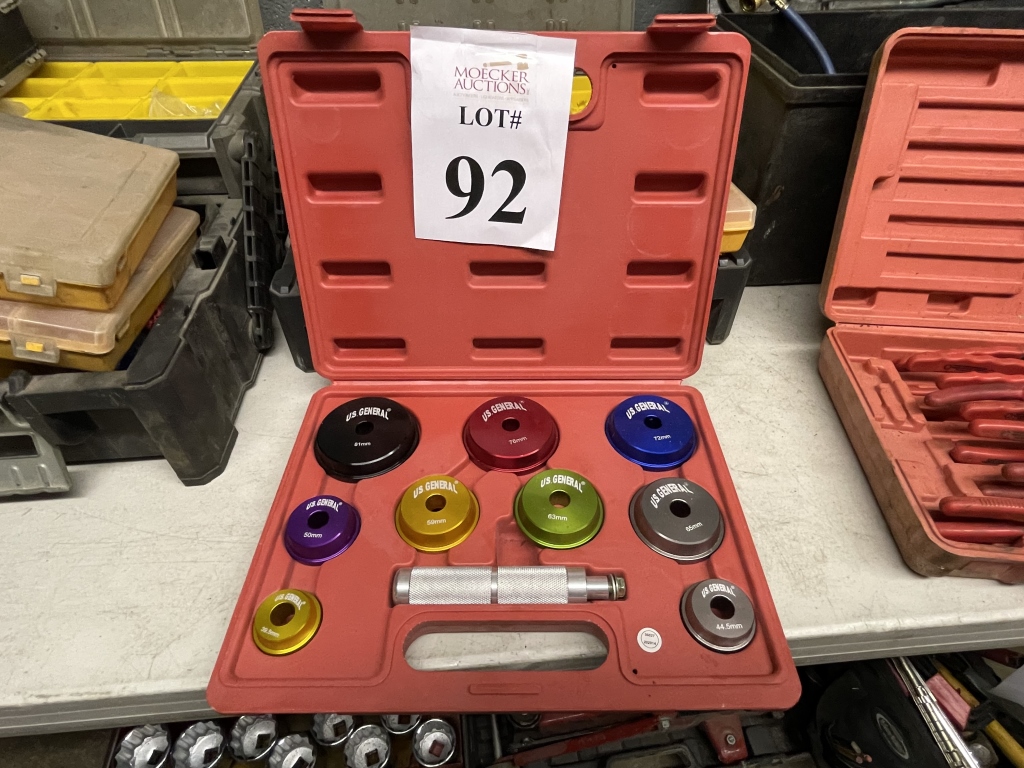 MOECKER
AUCTIONS
LOT#
92
U.S. GENERAL®
81mm
U.S. GENERAL®
U.S. GENERAL®
72mm
U.S. GENERAL®
50mm
U.S. GENERAL®
59mm
U.S. GENERAL®
63mm
U.S. GENERAL®
65mm
U.S. GENERAL®
U.S. GENERAL®
44.5mm